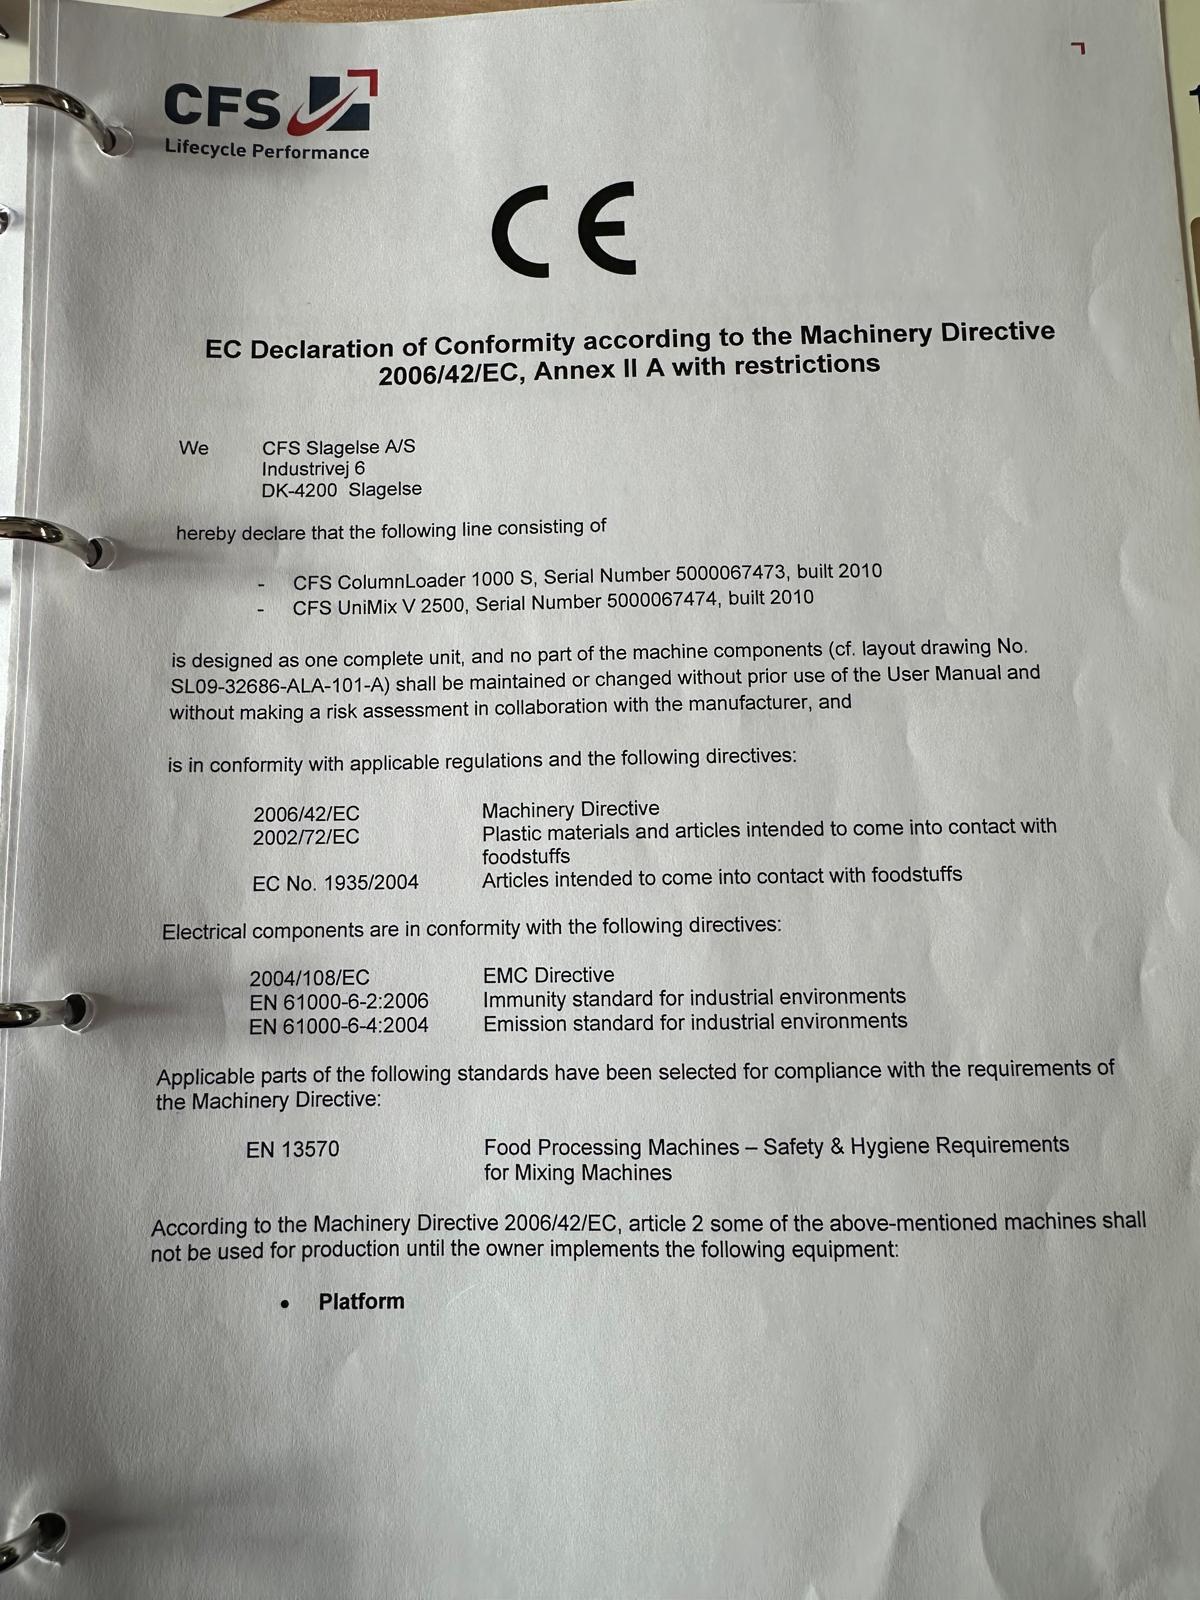 CFS
Lifecycle Performance
CE
EC Declaration of Conformity according to the Machinery Directive
2006/42/EC, Annex II A with restrictions
We CFS Slagelse A/S
Industrivej 6
DK-4200 Slagelse
hereby declare that the following line consisting of
- CFS ColumnLoader 1000 S, Serial Number 5000067473, built 2010
- CFS UniMix V 2500, Serial Number 5000067474, built 2010
is designed as one complete unit, and no part of the machine components (cf. layout drawing No.
SL09-32686-ALA-101-A) shall be maintained or changed without prior use of the User Manual and
without making a risk assessment in collaboration with the manufacturer, and
is in conformity with applicable regulations and the following directives:
2006/42/EC Machinery Directive
2002/72/EC Plastic materials and articles intended to come into contact with
foodstuffs
EC No. 1935/2004 Articles intended to come into contact with foodstuffs
Electrical components are in conformity with the following directives:
2004/108/EC EMC Directive
EN 61000-6-2:2006 Immunity standard for industrial environments
EN 61000-6-4:2004 Emission standard for industrial environments
Applicable parts of the following standards have been selected for compliance with the requirements of
the Machinery Directive:
EN 13570 Food Processing Machines – Safety & Hygiene Requirements
for Mixing Machines
According to the Machinery Directive 2006/42/EC, article 2 some of the above-mentioned machines shall
not be used for production until the owner implements the following equipment:
• Platform